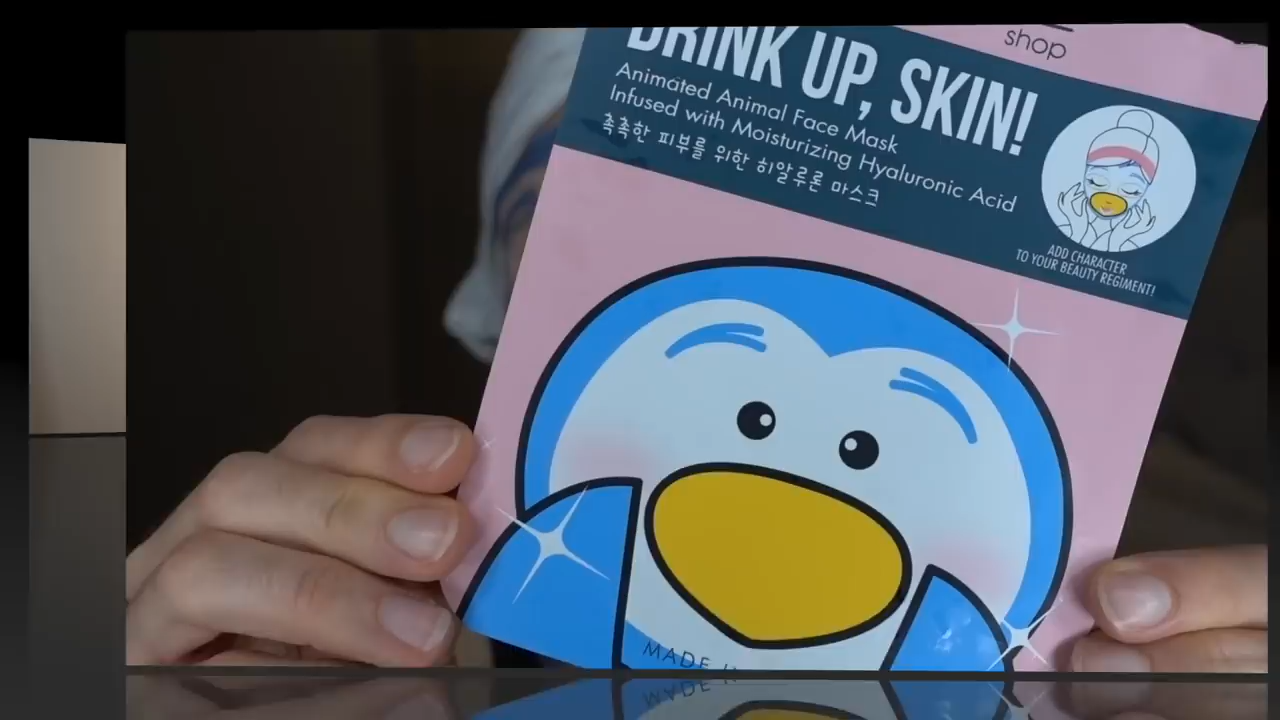 shop
DRINK UP, SKIN!
Animated Animal Face Mask
Infused with Moisturizing Hyaluronic Acid
촉촉한 피부를 위한 히알루론 마스크
ADD CHARACTER
TO YOUR BEAUTY REGIMENT!
MADE